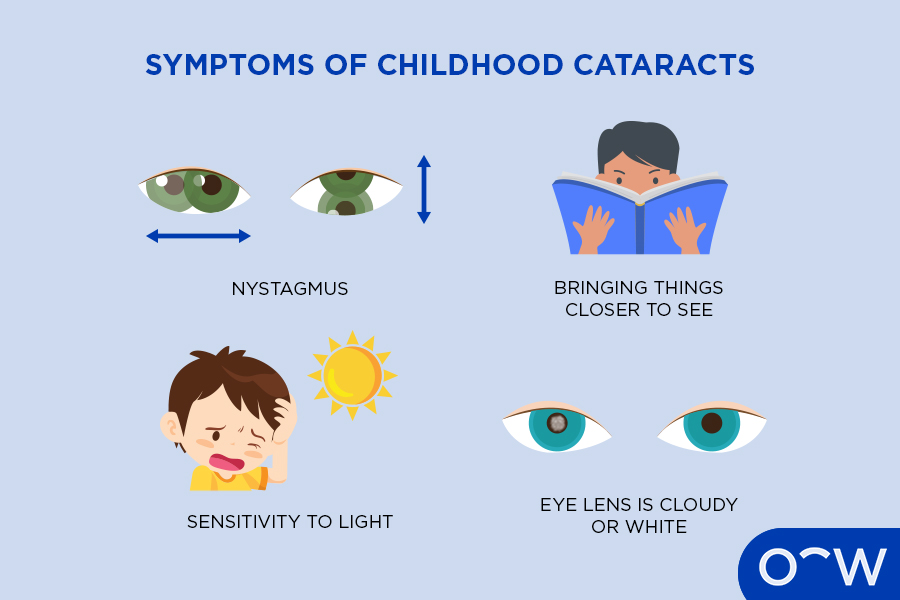 SYMPTOMS OF CHILDHOOD CATARACTS
NYSTAGMUS
BRINGING THINGS
CLOSER TO SEE
SENSITIVITY TO LIGHT
EYE LENS IS CLOUDY
OR WHITE